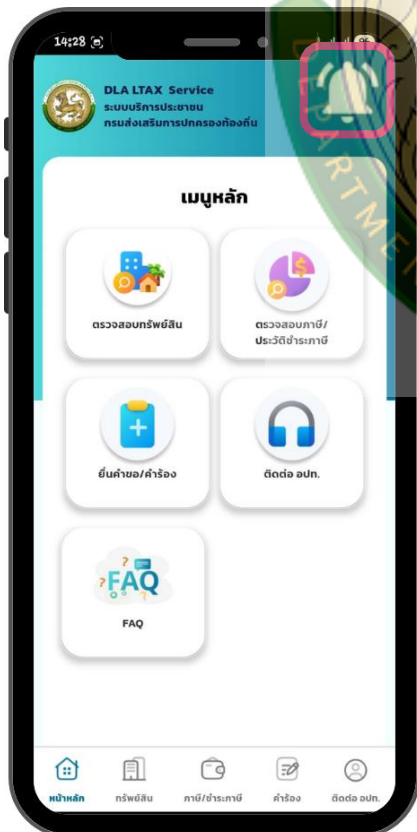 14:28
DLA LTAX Service
ระบบบริการประชาชน
กรมส่งเสริมการปกครองท้องถิ่น
เมนูหลัก
ตรวจสอบทรัพย์สิน
ตรวจสอบภาษี/
ประวัติชำระภาษี
ยื่นคำขอ/คำร้อง
ติดต่อ อปท.
? FAQ ?
FAQ
หน้าหลัก
ทรัพย์สิน
ภาษี/ชำระภาษี
คำร้อง
ติดต่อ อปท.